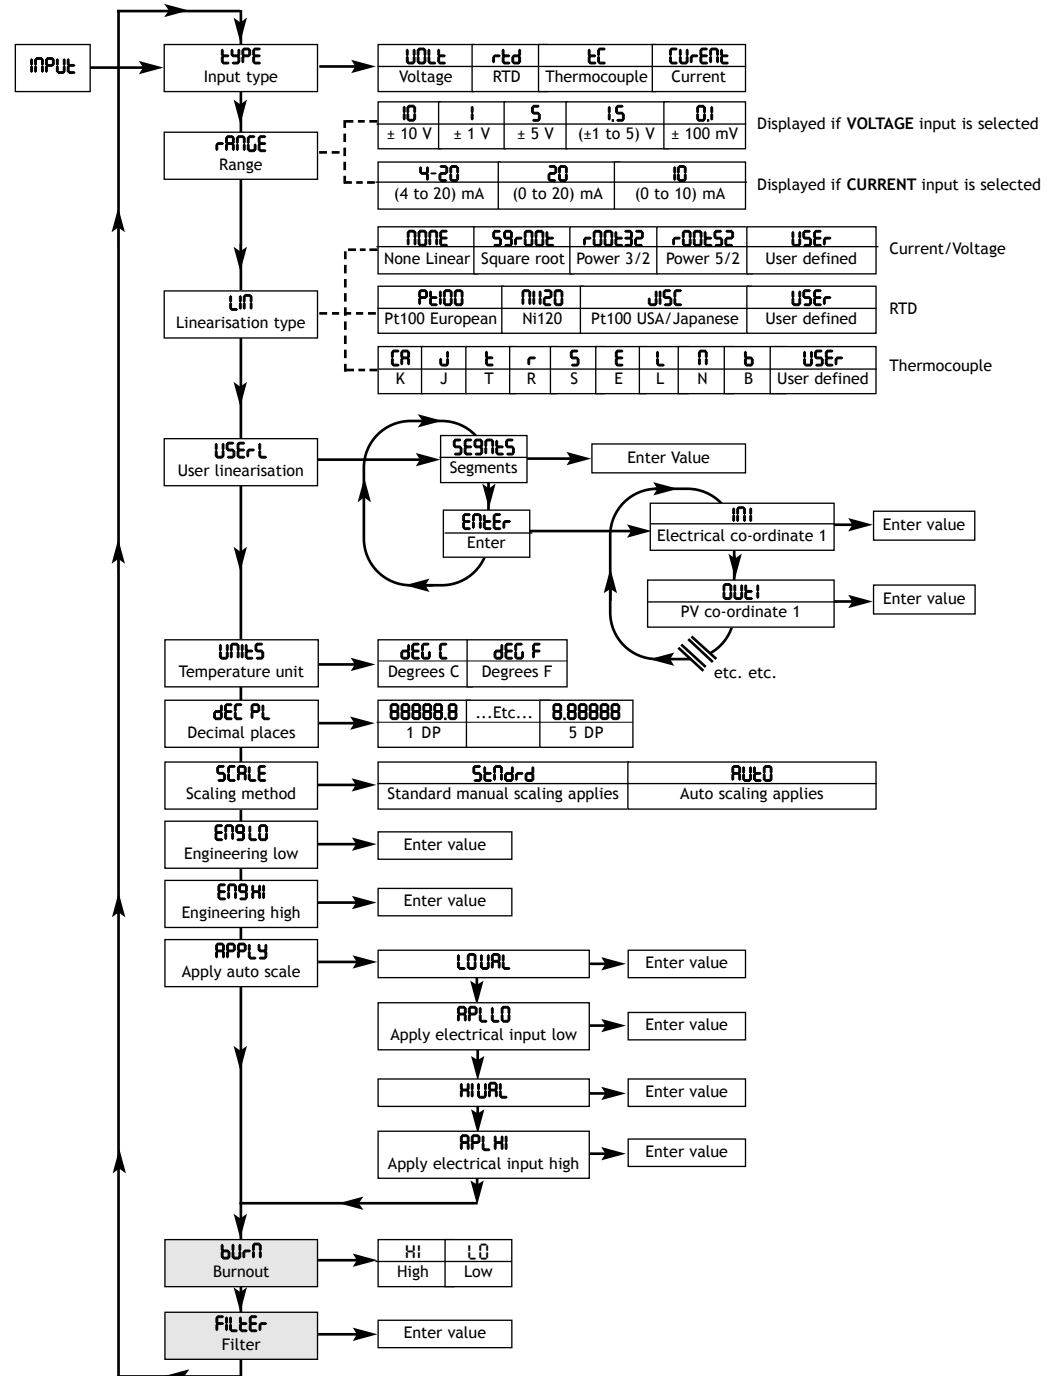 INPUt
tYPE
Input type
VOLt rtd tC CUrENt
Voltage RTD Thermocouple Current
rANGE
Range
10 1 5 1.5 0.1
± 10 V ± 1 V ± 5 V (±1 to 5) V ± 100 mV
Displayed if VOLTAGE input is selected
4-20 20 10
(4 to 20) mA (0 to 20) mA (0 to 10) mA
Displayed if CURRENT input is selected
LIN
Linearisation type
NONE S9rOOt rOOt32 rOOt52 USEr
None Linear Square root Power 3/2 Power 5/2 User defined
Current/Voltage
Pt100 NI120 JISC USEr
Pt100 European Ni120 Pt100 USA/Japanese User defined
RTD
CA J t r S E L N b USEr
K J T R S E L N B User defined
Thermocouple
USEr L
User linearisation
SE9NtS
Segments
Enter Value
ENtEr
Enter
IN1
Electrical co-ordinate 1
Enter value
OUt1
PV co-ordinate 1
Enter value
etc. etc.
UNItS
Temperature unit
dEG C dEG F
Degrees C Degrees F
dEC PL
Decimal places
88888.8 ...Etc... 8.88888
1 DP 5 DP
SCALE
Scaling method
StNdrd AUtO
Standard manual scaling applies Auto scaling applies
EN9LO
Engineering low
Enter value
EN9HI
Engineering high
Enter value
APPLY
Apply auto scale
LOVAL
Enter value
APLLO
Apply electrical input low
Enter value
HIVAL
Enter value
APLHI
Apply electrical input high
Enter value
bUrN
Burnout
HI LO
High Low
FILtEr
Filter
Enter value